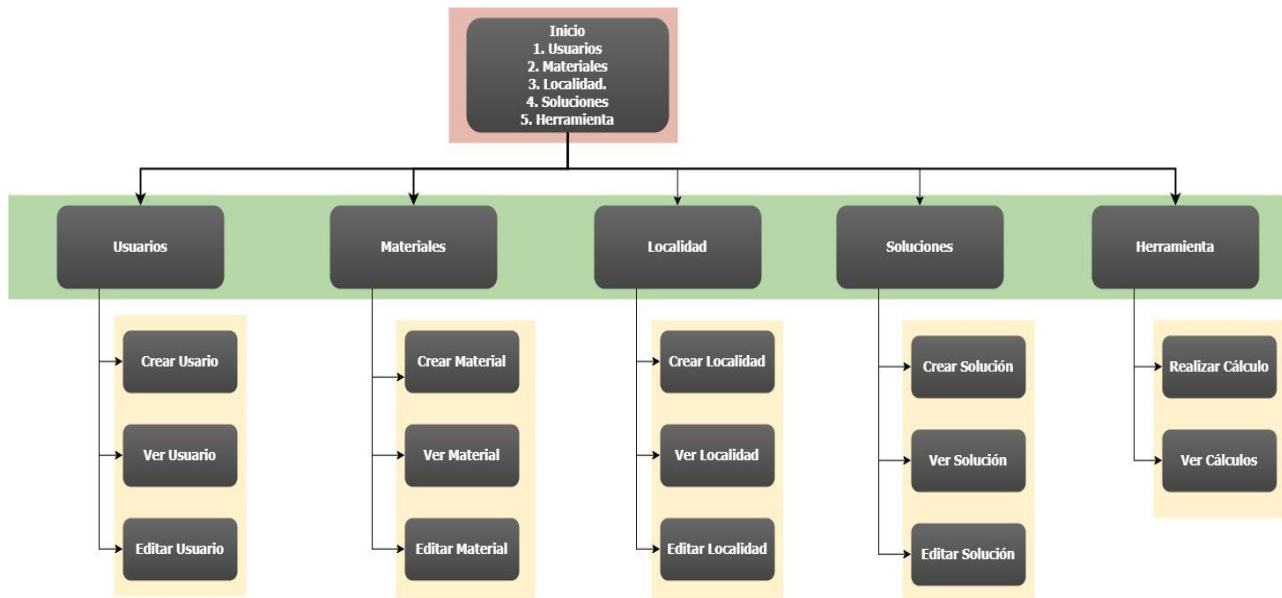 Inicio
1. Usuarios
2. Materiales
3. Localidad.
4. Soluciones
5. Herramienta
Usuarios
Materiales
Localidad
Soluciones
Herramienta
Crear Usario
Ver Usuario
Editar Usuario
Crear Material
Ver Material
Editar Material
Crear Localidad
Ver Localidad
Editar Localidad
Crear Solución
Ver Solución
Editar Solución
Realizar Cálculo
Ver Cálculos